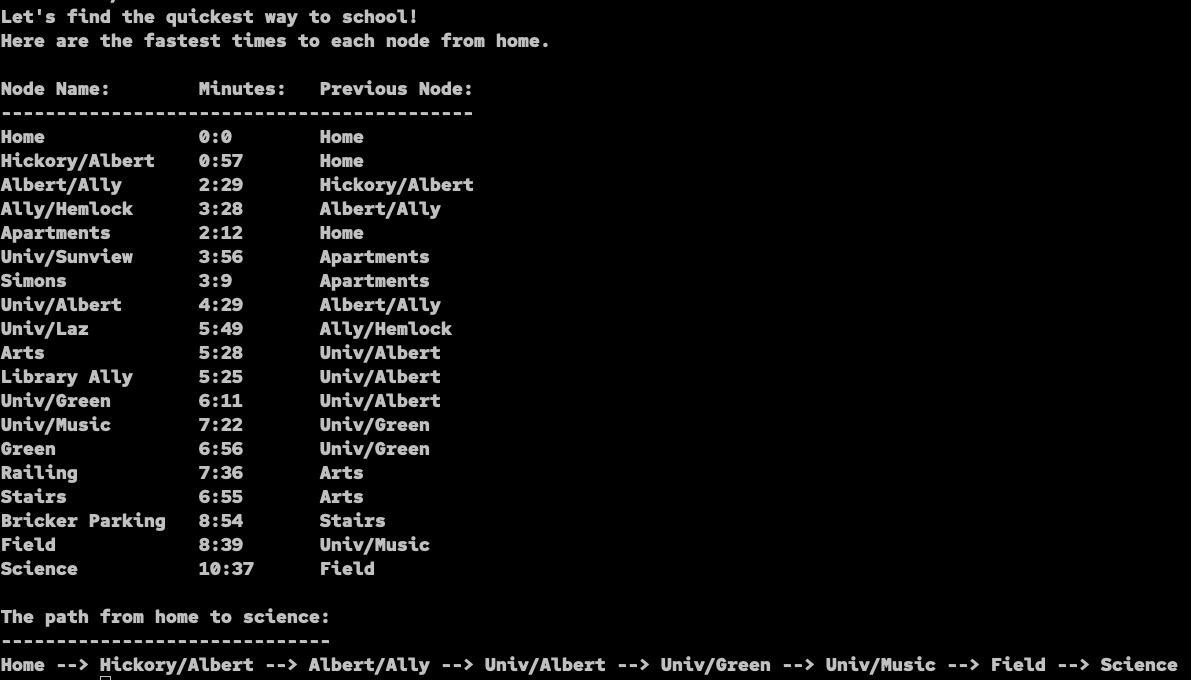 Let's find the quickest way to school!
Here are the fastest times to each node from home.
Node Name: Minutes: Previous Node:
-------------------------------------------
Home 0:0 Home
Hickory/Albert 0:57 Home
Albert/Ally 2:29 Hickory/Albert
Ally/Hemlock 3:28 Albert/Ally
Apartments 2:12 Home
Univ/Sunview 3:56 Apartments
Simons 3:9 Apartments
Univ/Albert 4:29 Albert/Ally
Univ/Laz 5:49 Ally/Hemlock
Arts 5:28 Univ/Albert
Library Ally 5:25 Univ/Albert
Univ/Green 6:11 Univ/Albert
Univ/Music 7:22 Univ/Green
Green 6:56 Univ/Green
Railing 7:36 Arts
Stairs 6:55 Arts
Bricker Parking 8:54 Stairs
Field 8:39 Univ/Music
Science 10:37 Field
The path from home to science:
------------------------------
Home --> Hickory/Albert --> Albert/Ally --> Univ/Albert --> Univ/Green --> Univ/Music --> Field --> Science